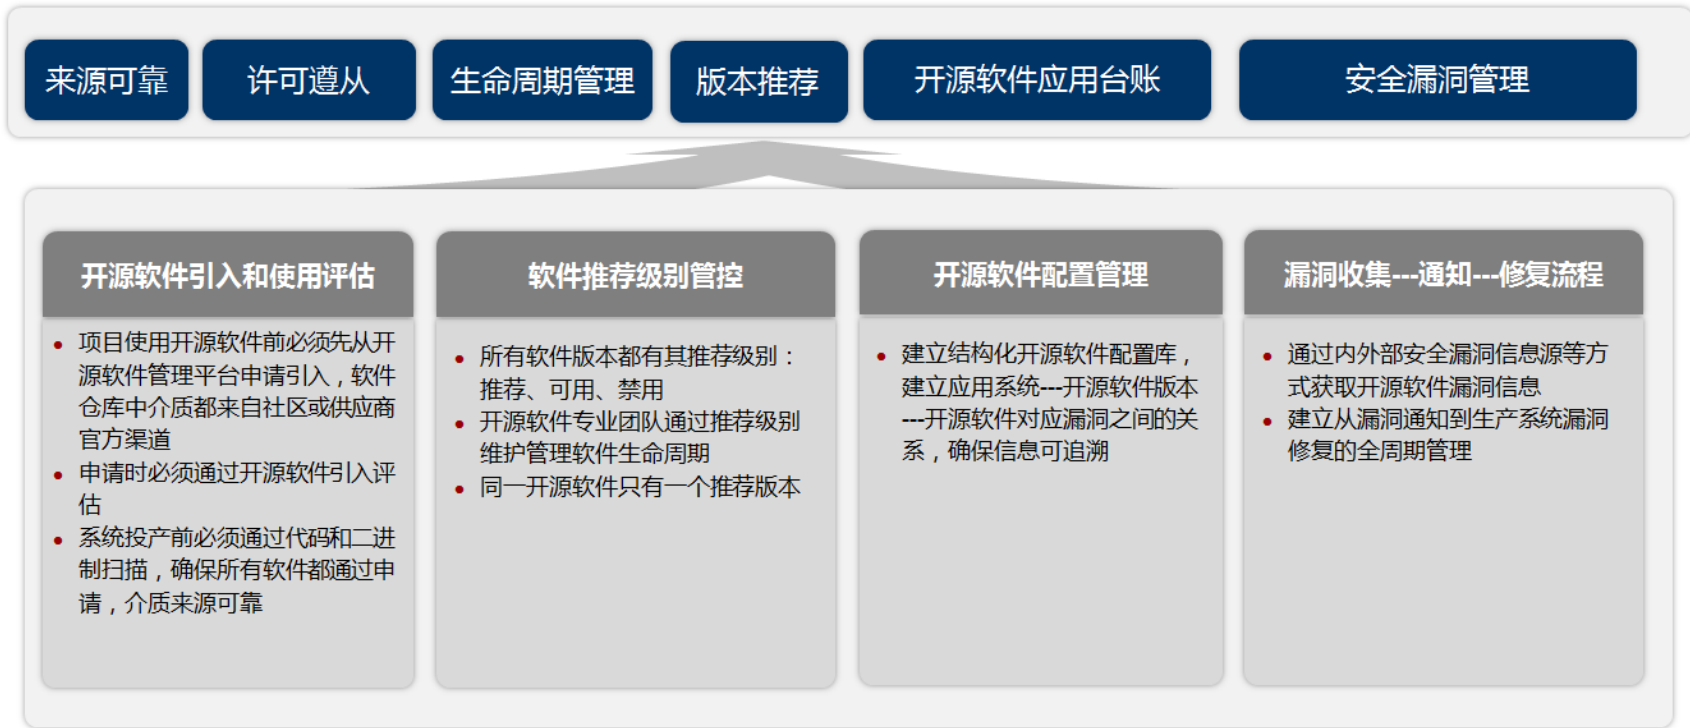 来源可靠
许可遵从
生命周期管理
版本推荐
开源软件应用台账
安全漏洞管理
开源软件引入和使用评估
• 项目使用开源软件前必须先从开
源软件管理平台申请引入，软件
仓库中介质都来自社区或供应商
官方渠道
• 申请时必须通过开源软件引入评
估
• 系统投产前必须通过代码和二进
制扫描，确保所有软件都通过申
请，介质来源可靠
软件推荐级别管控
• 所有软件版本都有其推荐级别：
推荐、可用、禁用
• 开源软件专业团队通过推荐级别
维护管理软件生命周期
• 同一开源软件只有一个推荐版本
开源软件配置管理
• 建立结构化开源软件配置库，
建立应用系统---开源软件版本
---开源软件对应漏洞之间的关
系，确保信息可追溯
漏洞收集---通知---修复流程
• 通过内外部安全漏洞信息源等方
式获取开源软件漏洞信息
• 建立从漏洞通知到生产系统漏洞
修复的全周期管理